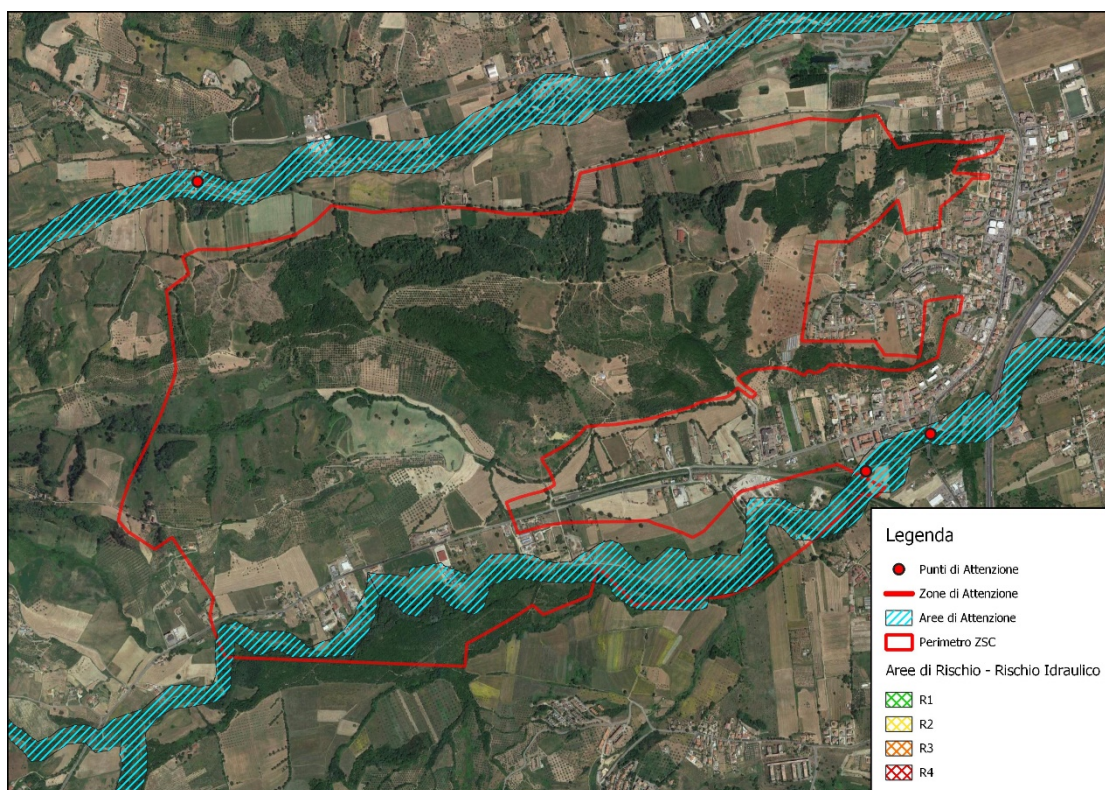 Legenda
Punti di Attenzione
Zone di Attenzione
Aree di Attenzione
Perimetro ZSC
Aree di Rischio - Rischio Idraulico
R1
R2
R3
R4